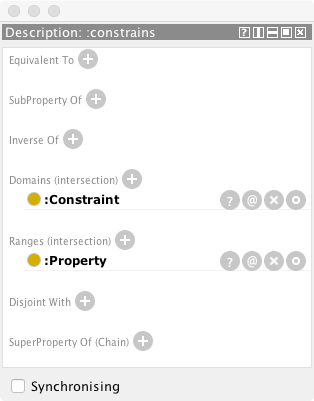 Description: :constrains
Equivalent To
SubProperty Of
Inverse Of
Domains (intersection)
:Constraint
Ranges (intersection)
:Property
Disjoint With
SuperProperty Of (Chain)
Synchronising